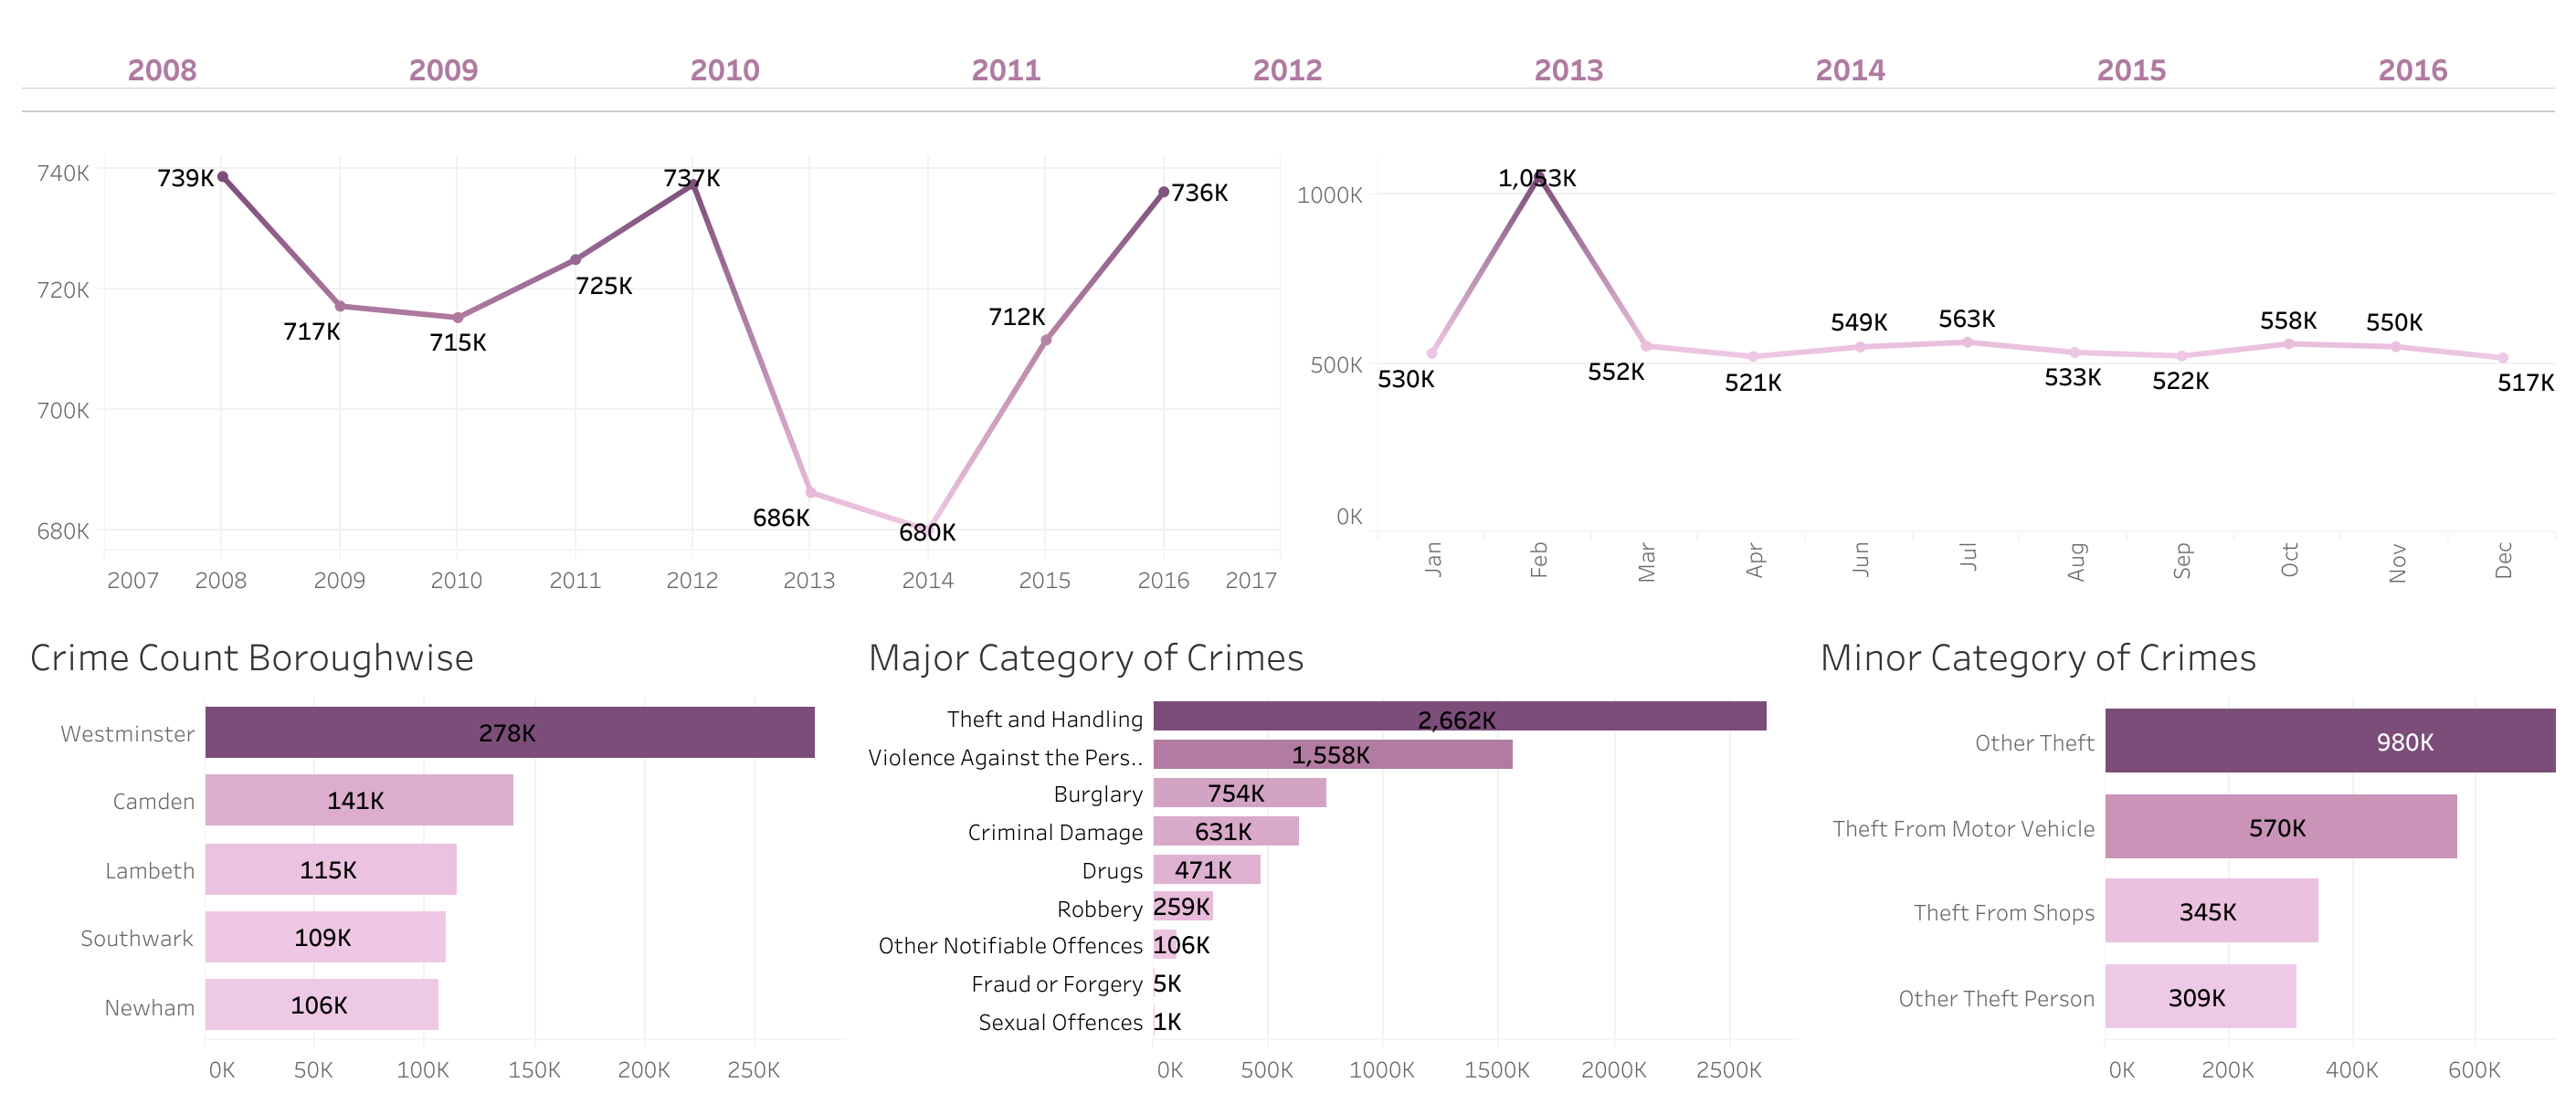 2008 2009 2010 2011 2012 2013 2014 2015 2016
740K
720K
700K
680K
739K
717K
715K
725K
737K
686K
680K
712K
736K
2007 2008 2009 2010 2011 2012 2013 2014 2015 2016 2017
1000K
500K
0K
530K
1,053K
552K
521K
549K
563K
533K
522K
558K
550K
517K
Jan Feb Mar Apr Jun Jul Aug Sep Oct Nov Dec
Crime Count Boroughwise
Westminster 278K
Camden 141K
Lambeth 115K
Southwark 109K
Newham 106K
0K 50K 100K 150K 200K 250K
Major Category of Crimes
Theft and Handling 2,662K
Violence Against the Pers.. 1,558K
Burglary 754K
Criminal Damage 631K
Drugs 471K
Robbery 259K
Other Notifiable Offences 106K
Fraud or Forgery 5K
Sexual Offences 1K
0K 500K 1000K 1500K 2000K 2500K
Minor Category of Crimes
Other Theft 980K
Theft From Motor Vehicle 570K
Theft From Shops 345K
Other Theft Person 309K
0K 200K 400K 600K